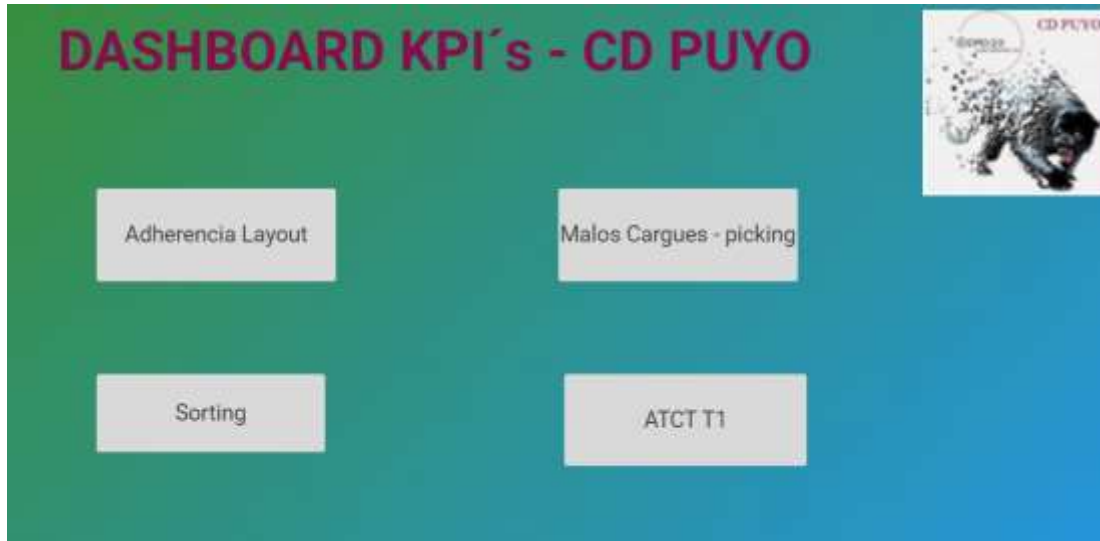 DASHBOARD KPI´s - CD PUYO
CD PUYO
Adherencia Layout
Malos Cargues - picking
Sorting
ATCT T1